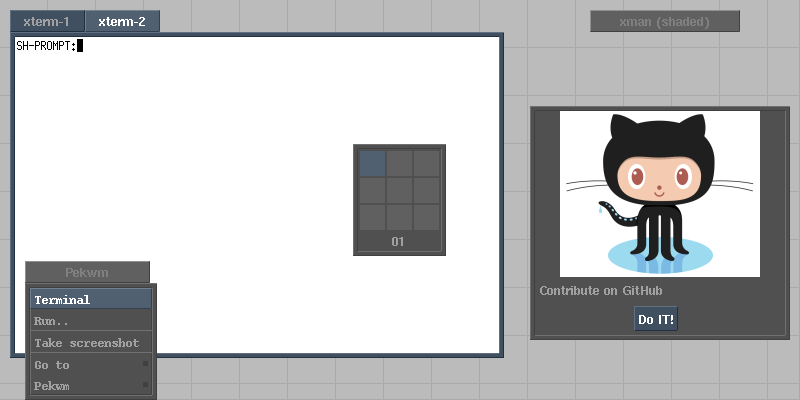 xterm-1 xterm-2
xman (shaded)
SH-PROMPT:
01
Pekwm
Terminal
Run..
Take screenshot
Go to
Pekwm
Contribute on GitHub
Do IT!